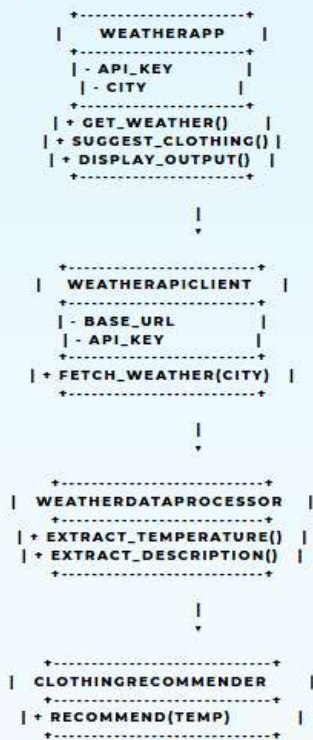 +-----------------------+
| WEATHERAPP |
+-----------------------+
| - API_KEY |
| - CITY |
+-----------------------+
| + GET_WEATHER() |
| + SUGGEST_CLOTHING() |
| + DISPLAY_OUTPUT() |
+-----------------------+
|
▼
+--------------------------+
| WEATHERAPICLIENT |
+--------------------------+
| - BASE_URL |
| - API_KEY |
+--------------------------+
| + FETCH_WEATHER(CITY) |
+--------------------------+
|
▼
+---------------------------+
| WEATHERDATAPROCESSOR |
+---------------------------+
| + EXTRACT_TEMPERATURE() |
| + EXTRACT_DESCRIPTION() |
+---------------------------+
|
▼
+-----------------------------+
| CLOTHINGRECOMMENDER |
+-----------------------------+
| + RECOMMEND(TEMP) |
+-----------------------------+